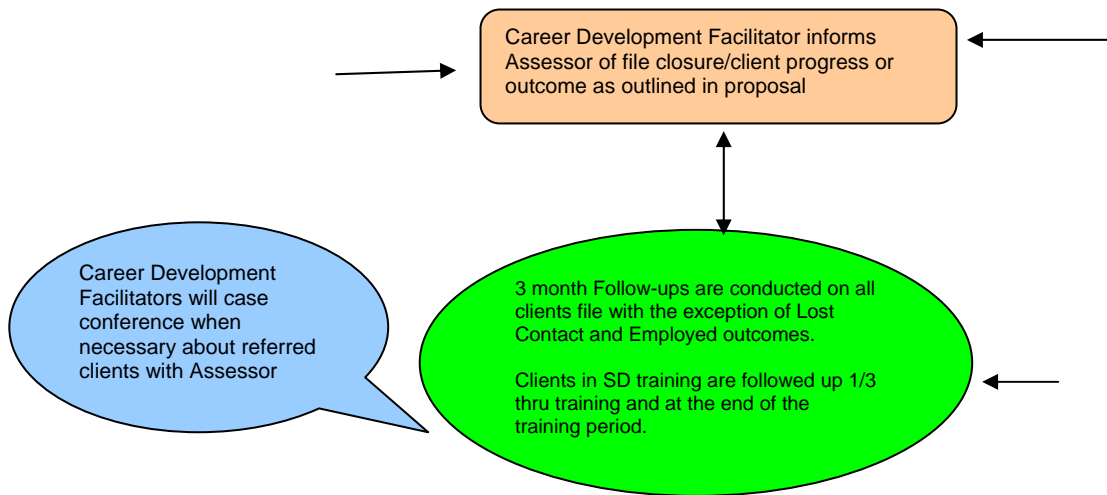 Career Development Facilitator informs
Assessor of file closure/client progress or
outcome as outlined in proposal
Career Development
Facilitators will case
conference when
necessary about referred
clients with Assessor
3 month Follow-ups are conducted on all
clients file with the exception of Lost
Contact and Employed outcomes.
Clients in SD training are followed up 1/3
thru training and at the end of the
training period.